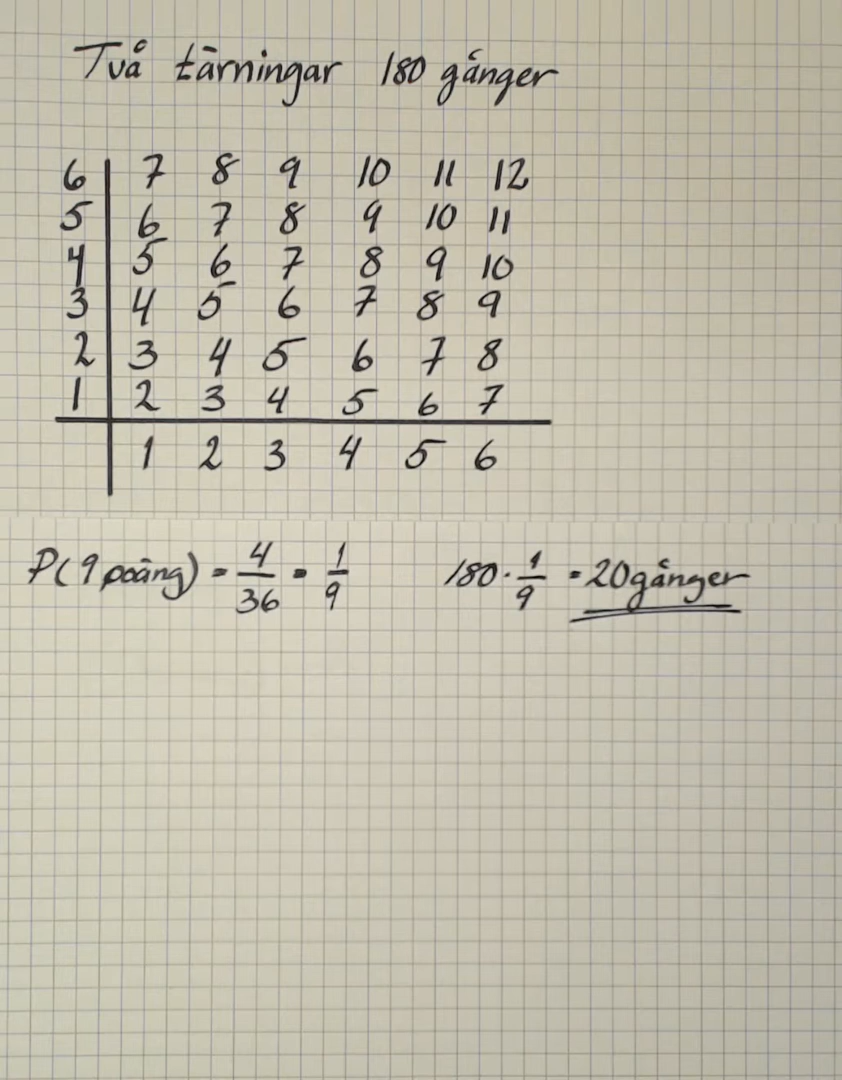 Två tärningar 180 gånger
6 7 8 9 10 11 12
5 6 7 8 9 10 11
4 5 6 7 8 9 10
3 4 5 6 7 8 9
2 3 4 5 6 7 8
1 2 3 4 5 6 7
1 2 3 4 5 6
P(9 poäng) = 4/36 = 1/9 180 · 1/9 = 20 gånger